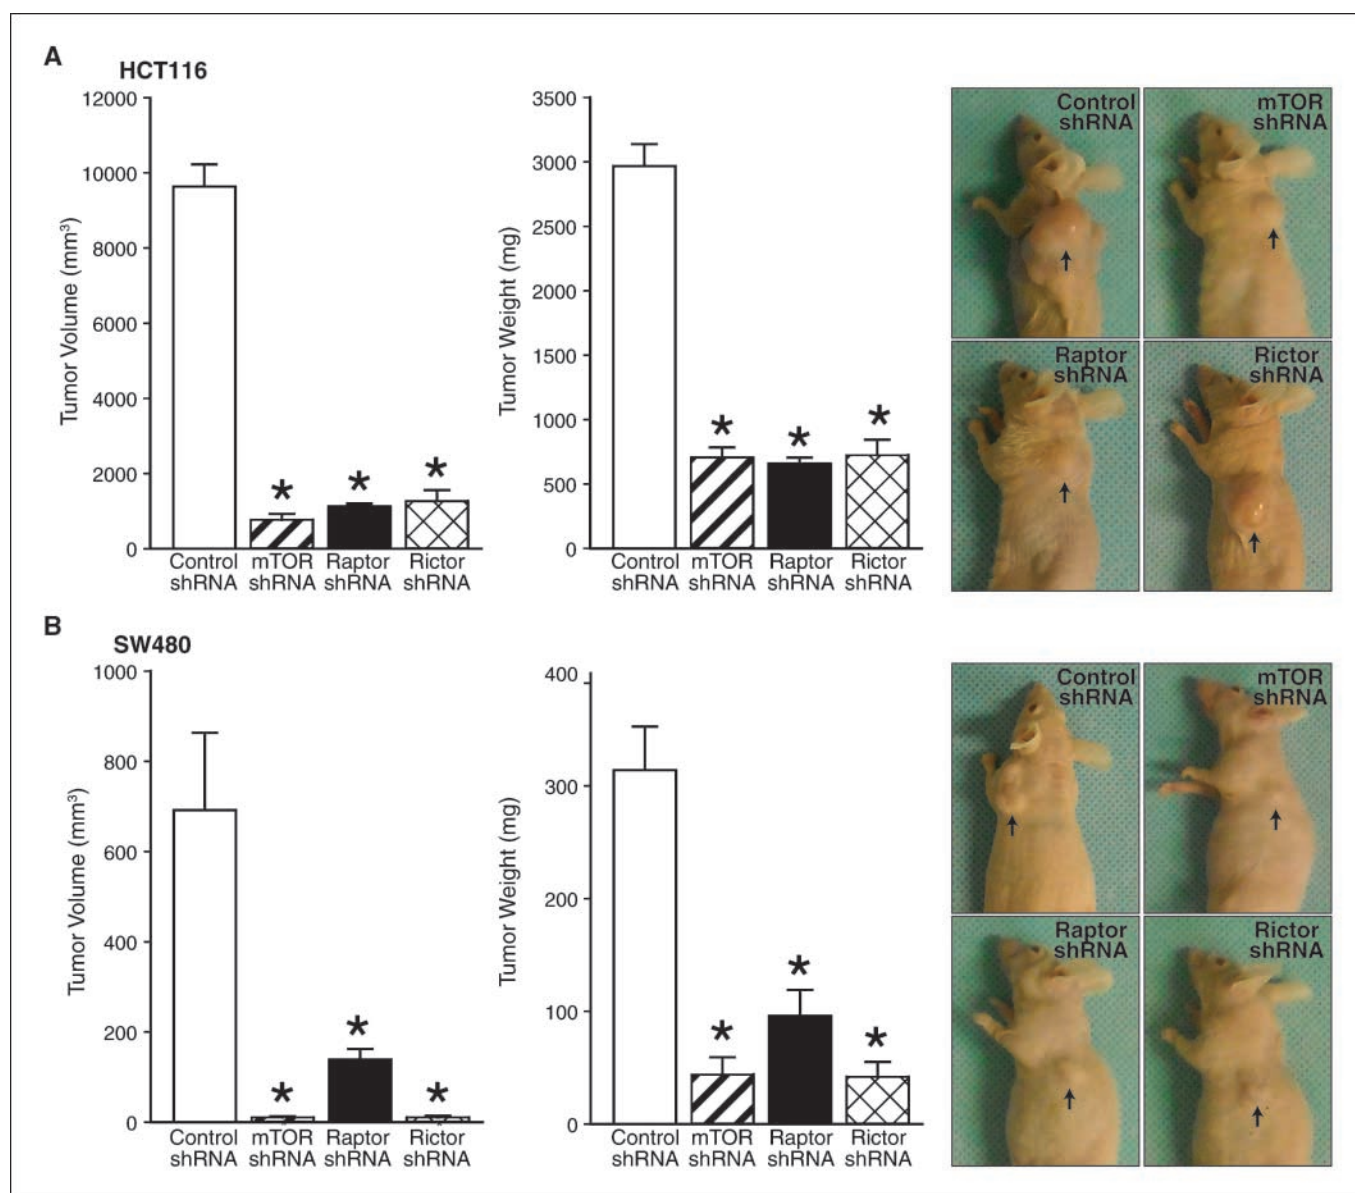 A
HCT116
Tumor Volume (mm³)
12000
10000
8000
6000
4000
2000
0
*
*
*
Control shRNA
mTOR shRNA
Raptor shRNA
Rictor shRNA
Tumor Weight (mg)
3500
3000
2500
2000
1500
1000
500
0
*
*
*
Control shRNA
mTOR shRNA
Raptor shRNA
Rictor shRNA
Control
shRNA
mTOR
shRNA
Raptor
shRNA
Rictor
shRNA
B
SW480
Tumor Volume (mm³)
1000
800
600
400
200
0
*
*
*
Control shRNA
mTOR shRNA
Raptor shRNA
Rictor shRNA
Tumor Weight (mg)
400
300
200
100
0
*
*
*
Control shRNA
mTOR shRNA
Raptor shRNA
Rictor shRNA
Control
shRNA
mTOR
shRNA
Raptor
shRNA
Rictor
shRNA